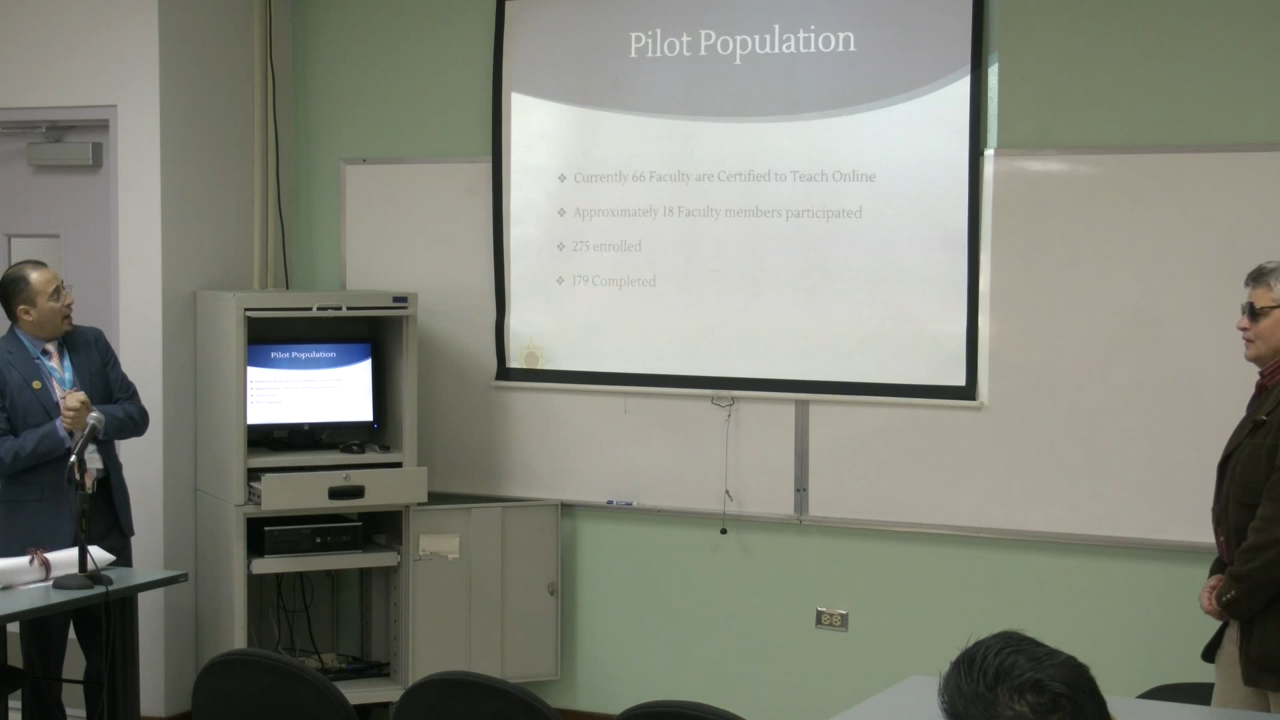 Pilot Population
Currently 66 Faculty are Certified to Teach Online
Approximately 18 Faculty members participated
275 enrolled
179 Completed
Pilot Population